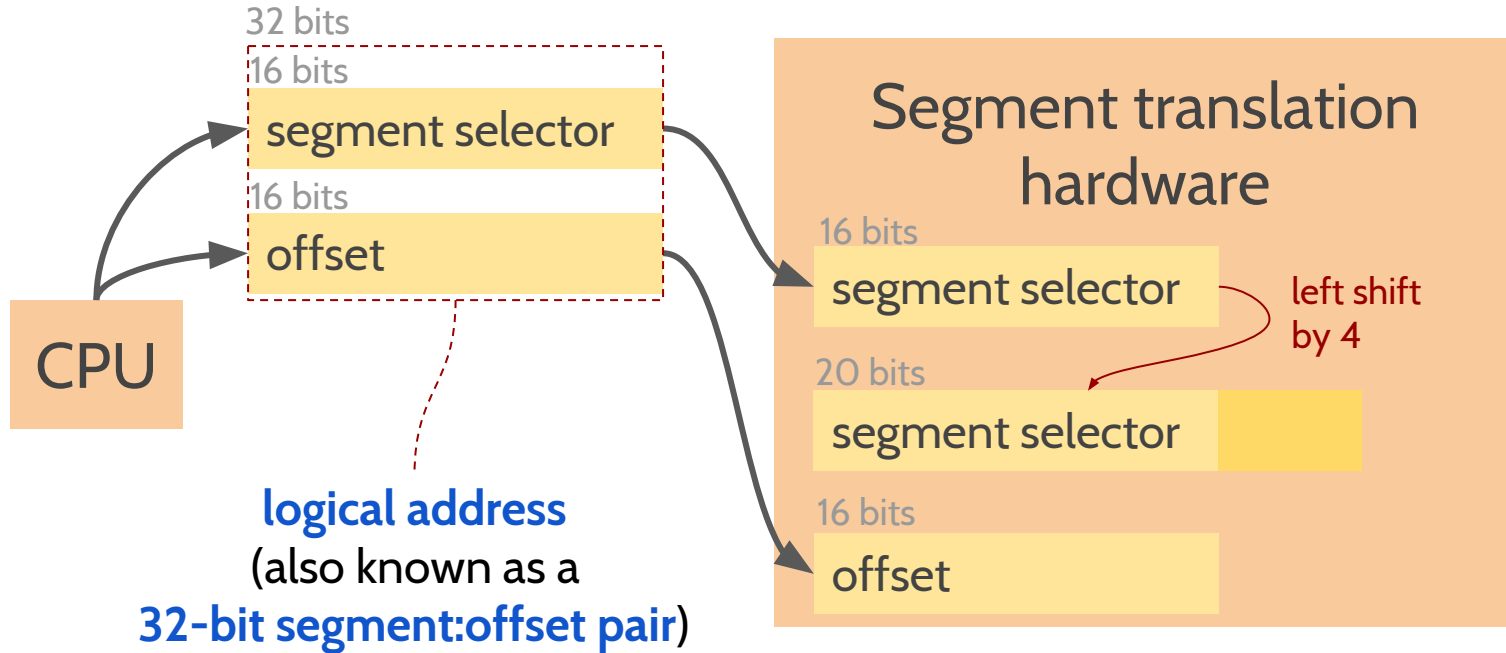 32 bits
16 bits
segment selector
16 bits
offset
CPU
logical address
(also known as a
32-bit segment:offset pair)
Segment translation
hardware
16 bits
segment selector
left shift
by 4
20 bits
segment selector
16 bits
offset